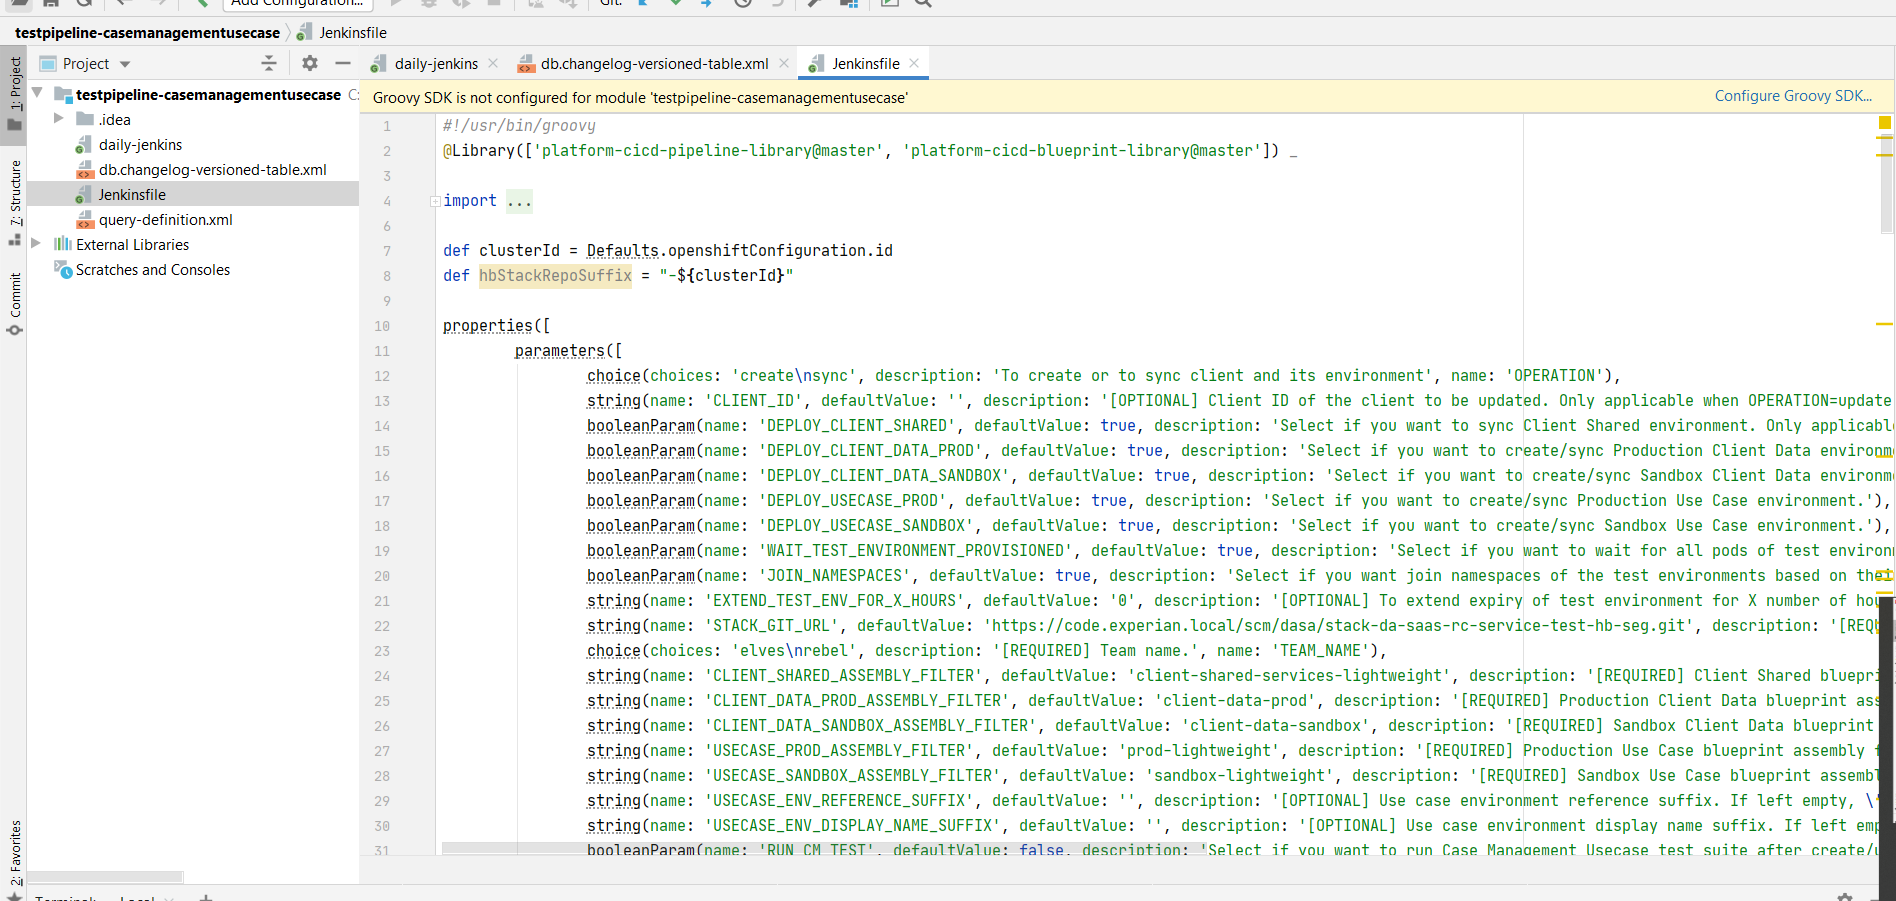 Add Configuration...
Git:
testpipeline-casemanagementusecase
Jenkinsfile
1: Project
7: Structure
Commit
2: Favorites
Project
testpipeline-casemanagementusecase C:
.idea
daily-jenkins
db.changelog-versioned-table.xml
Jenkinsfile
query-definition.xml
External Libraries
Scratches and Consoles
daily-jenkins
db.changelog-versioned-table.xml
Jenkinsfile
Groovy SDK is not configured for module 'testpipeline-casemanagementusecase'
Configure Groovy SDK...
1 #!/usr/bin/groovy
2 @Library(['platform-cicd-pipeline-library@master', 'platform-cicd-blueprint-library@master']) _
3
4 import ...
6
7 def clusterId = Defaults.openshiftConfiguration.id
8 def hbStackRepoSuffix = "-${clusterId}"
9
10 properties([
11 parameters([
12 choice(choices: 'create\nsync', description: 'To create or to sync client and its environment', name: 'OPERATION'),
13 string(name: 'CLIENT_ID', defaultValue: '', description: '[OPTIONAL] Client ID of the client to be updated. Only applicable when OPERATION=update
14 booleanParam(name: 'DEPLOY_CLIENT_SHARED', defaultValue: true, description: 'Select if you want to sync Client Shared environment. Only applicabl
15 booleanParam(name: 'DEPLOY_CLIENT_DATA_PROD', defaultValue: true, description: 'Select if you want to create/sync Production Client Data environm
16 booleanParam(name: 'DEPLOY_CLIENT_DATA_SANDBOX', defaultValue: true, description: 'Select if you want to create/sync Sandbox Client Data environm
17 booleanParam(name: 'DEPLOY_USECASE_PROD', defaultValue: true, description: 'Select if you want to create/sync Production Use Case environment.'),
18 booleanParam(name: 'DEPLOY_USECASE_SANDBOX', defaultValue: true, description: 'Select if you want to create/sync Sandbox Use Case environment.'),
19 booleanParam(name: 'WAIT_TEST_ENVIRONMENT_PROVISIONED', defaultValue: true, description: 'Select if you want to wait for all pods of test environ
20 booleanParam(name: 'JOIN_NAMESPACES', defaultValue: true, description: 'Select if you want join namespaces of the test environments based on thei
21 string(name: 'EXTEND_TEST_ENV_FOR_X_HOURS', defaultValue: '0', description: '[OPTIONAL] To extend expiry of test environment for X number of hou
22 string(name: 'STACK_GIT_URL', defaultValue: 'https://code.experian.local/scm/dasa/stack-da-saas-rc-service-test-hb-seg.git', description: '[REQU
23 choice(choices: 'elves\nrebel', description: '[REQUIRED] Team name.', name: 'TEAM_NAME'),
24 string(name: 'CLIENT_SHARED_ASSEMBLY_FILTER', defaultValue: 'client-shared-services-lightweight', description: '[REQUIRED] Client Shared bluepri
25 string(name: 'CLIENT_DATA_PROD_ASSEMBLY_FILTER', defaultValue: 'client-data-prod', description: '[REQUIRED] Production Client Data blueprint ass
26 string(name: 'CLIENT_DATA_SANDBOX_ASSEMBLY_FILTER', defaultValue: 'client-data-sandbox', description: '[REQUIRED] Sandbox Client Data blueprint
27 string(name: 'USECASE_PROD_ASSEMBLY_FILTER', defaultValue: 'prod-lightweight', description: '[REQUIRED] Production Use Case blueprint assembly f
28 string(name: 'USECASE_SANDBOX_ASSEMBLY_FILTER', defaultValue: 'sandbox-lightweight', description: '[REQUIRED] Sandbox Use Case blueprint assembl
29 string(name: 'USECASE_ENV_REFERENCE_SUFFIX', defaultValue: '', description: '[OPTIONAL] Use case environment reference suffix. If left empty, \'
30 string(name: 'USECASE_ENV_DISPLAY_NAME_SUFFIX', defaultValue: '', description: '[OPTIONAL] Use case environment display name suffix. If left emp
31 booleanParam(name: 'RUN_CM_TEST', defaultValue: false, description: 'Select if you want to run Case Management Usecase test suite after create/u
Terminal: Local